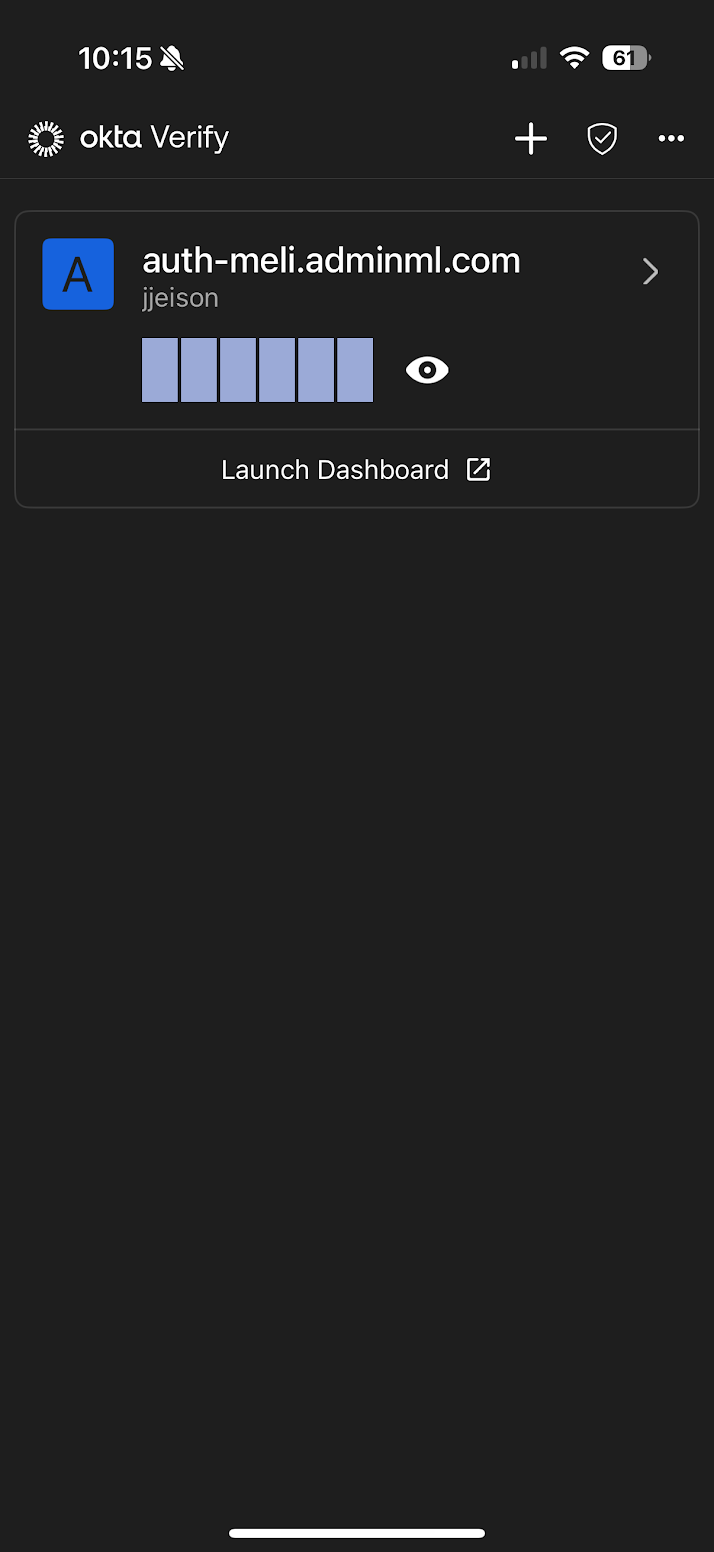 10:15
61
okta Verify
A
auth-meli.adminml.com
jjeison
Launch Dashboard